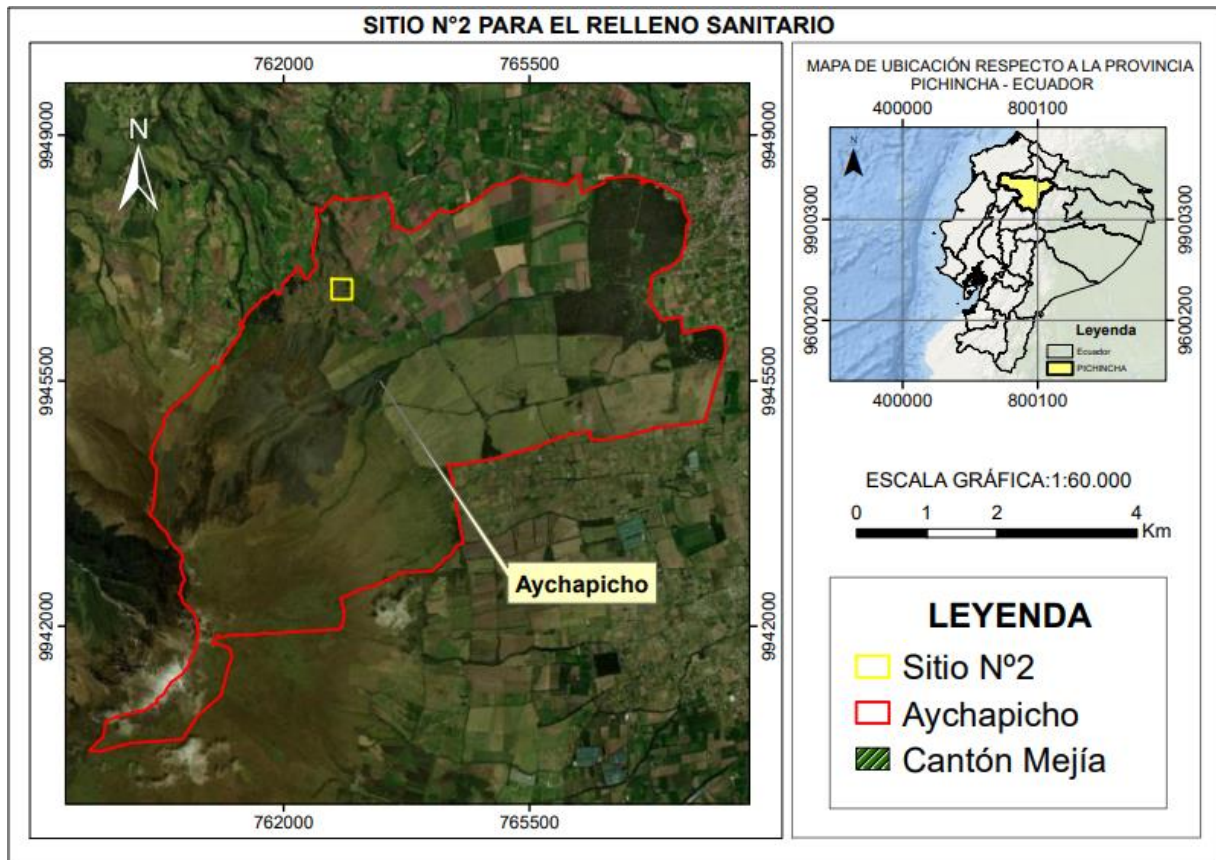 SITIO N°2 PARA EL RELLENO SANITARIO
762000
765500
9949000
9949000
N
9945500
9945500
Aychapicho
9942000
9942000
762000
765500
MAPA DE UBICACIÓN RESPECTO A LA PROVINCIA
PICHINCHA - ECUADOR
400000
800100
N
9900300
9900300
9600200
9600200
Leyenda
Ecuador
PICHINCHA
400000
800100
ESCALA GRÁFICA:1:60.000
0 1 2 4
Km
LEYENDA
Sitio Nº2
Aychapicho
Cantón Mejía